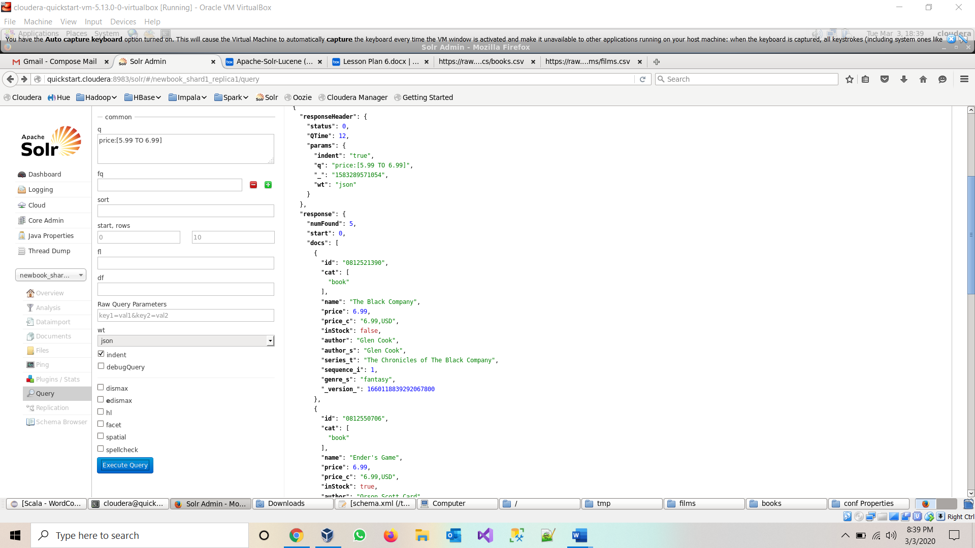 cloudera-quickstart-vm-5.13.0-0-virtualbox [Running] - Oracle VM VirtualBox
File Machine View Input Devices Help
Applications Places System Tue Mar 3, 18:39 cloudera
You have the Auto capture keyboard option turned on. This will cause the Virtual Machine to automatically capture the keyboard every time the VM window is activated and make it unavailable to other applications running on your host machine: when the keyboard is captured, all keystrokes (including system ones like
Solr Admin - Mozilla Firefox
Gmail - Compose Mail
Solr Admin
Apache-Solr-Lucene (...
Lesson Plan 6.docx | ...
https://raw....cs/books.csv
https://raw....ms/films.csv
quickstart.cloudera:8983/solr/#/newbook_shard1_replica1/query
Search
Cloudera Hue Hadoop HBase Impala Spark Solr Oozie Cloudera Manager Getting Started
Apache
Solr
Dashboard
Logging
Cloud
Core Admin
Java Properties
Thread Dump
newbook_shar...
Overview
Analysis
Dataimport
Documents
Files
Ping
Plugins / Stats
Query
Replication
Schema Browser
common
q
price:[5.99 TO 6.99]
fq
sort
start, rows
0 10
fl
df
Raw Query Parameters
key1=val1&key2=val2
wt
json
indent
debugQuery
dismax
edismax
hl
facet
spatial
spellcheck
Execute Query
{
"responseHeader": {
"status": 0,
"QTime": 12,
"params": {
"indent": "true",
"q": "price:[5.99 TO 6.99]",
"_": "1583289571054",
"wt": "json"
}
},
"response": {
"numFound": 5,
"start": 0,
"docs": [
{
"id": "0812521390",
"cat": [
"book"
],
"name": "The Black Company",
"price": 6.99,
"price_c": "6.99,USD",
"inStock": false,
"author": "Glen Cook",
"author_s": "Glen Cook",
"series_t": "The Chronicles of The Black Company",
"sequence_i": 1,
"genre_s": "fantasy",
"_version_": 1660118839292067800
},
{
"id": "0812550706",
"cat": [
"book"
],
"name": "Ender's Game",
"price": 6.99,
"price_c": "6.99,USD",
"inStock": true,
"author": "Orson Scott Card",
[Scala - WordCo...
cloudera@quick...
Solr Admin - Mo...
Downloads
[schema.xml (/t...
Computer
/
tmp
films
books
conf Properties
Right Ctrl
Type here to search
8:39 PM
3/3/2020